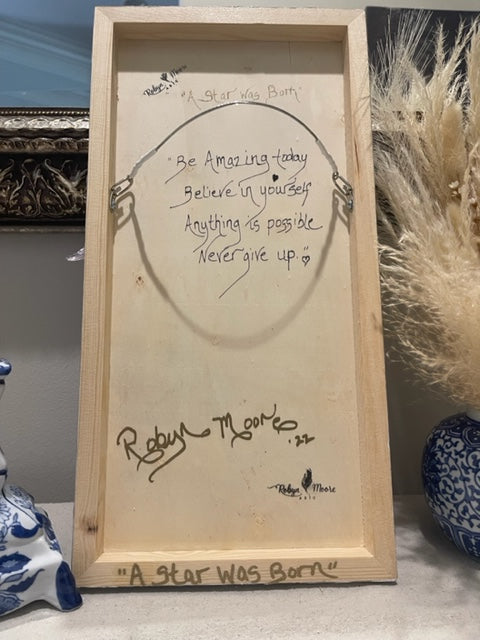 Robyn Moore
"A Star Was Born"
"Be Amazing today
Believe in yourself
Anything is possible
Never give up."
Robyn Moore .22
Robyn Moore
"A Star Was Born"